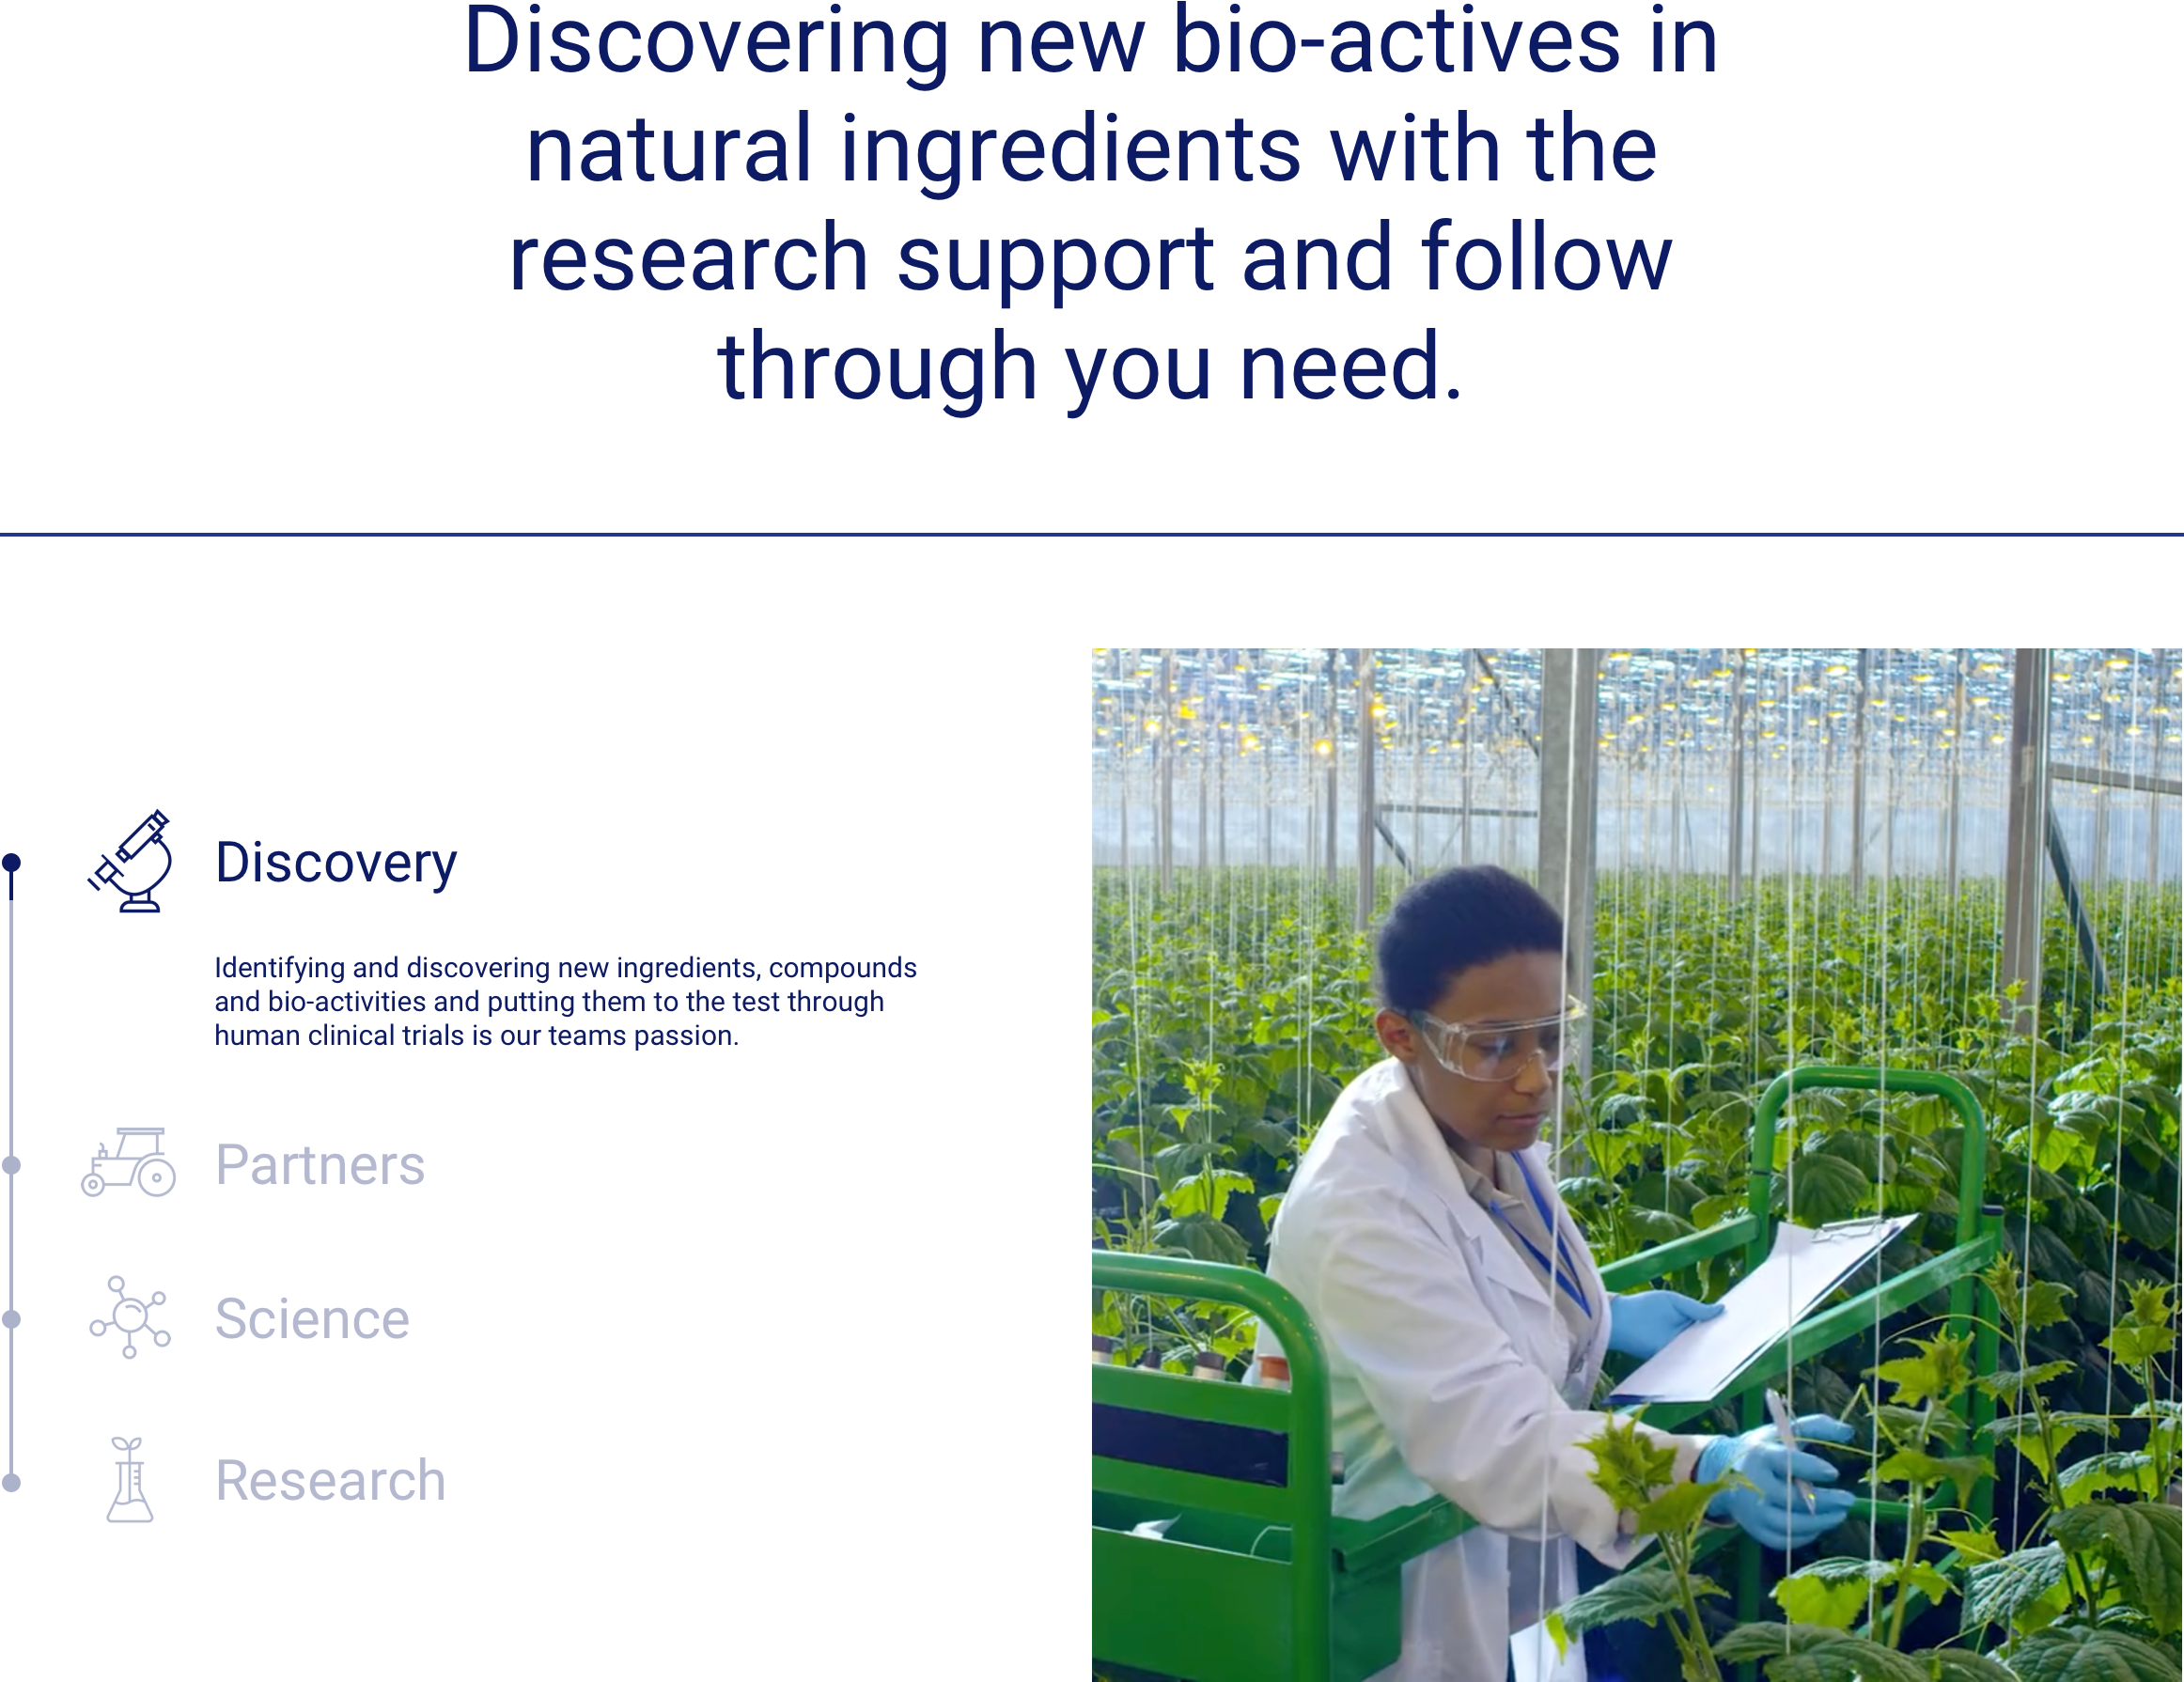 Discovering new bio-actives in
natural ingredients with the
research support and follow
through you need.
Discovery
Identifying and discovering new ingredients, compounds
and bio-activities and putting them to the test through
human clinical trials is our teams passion.
Partners
Science
Research